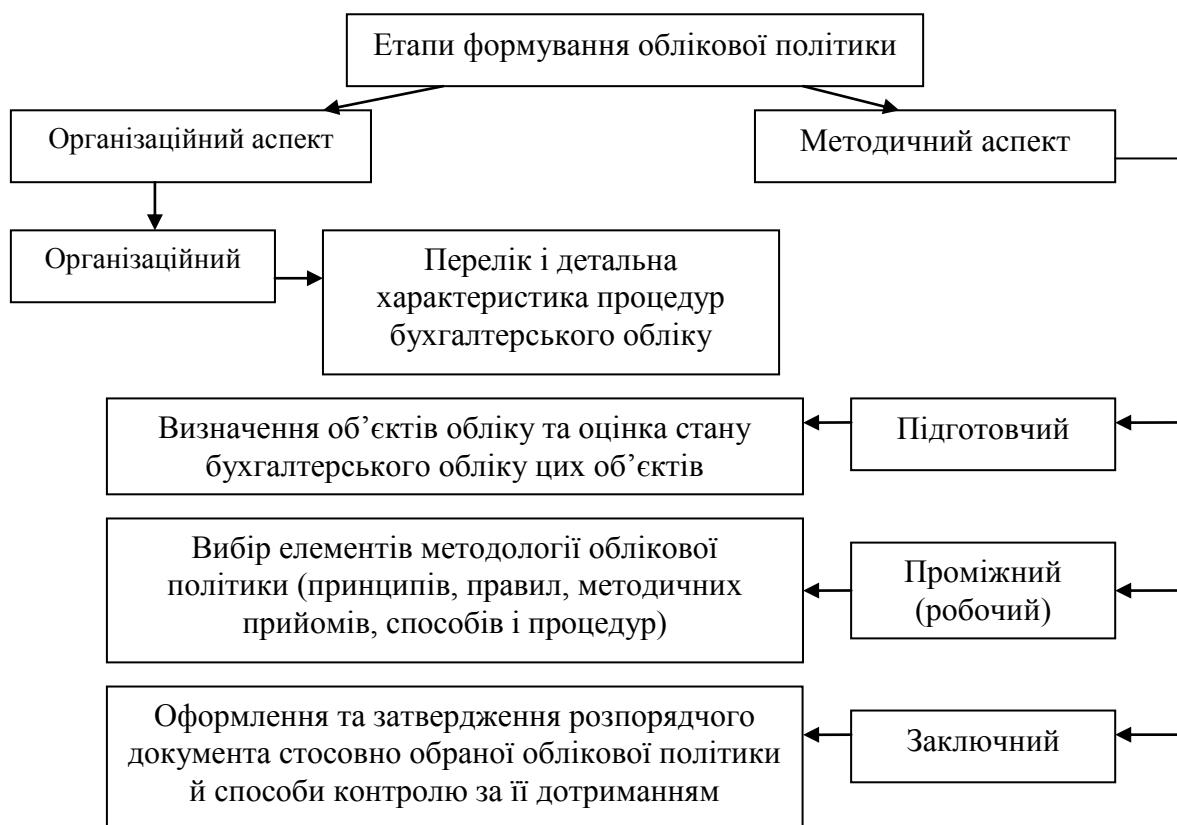 Етапи формування облікової політики
Організаційний аспект
Методичний аспект
Організаційний
Перелік і детальна
характеристика процедур
бухгалтерського обліку
Визначення об’єктів обліку та оцінка стану
бухгалтерського обліку цих об’єктів
Підготовчий
Вибір елементів методології облікової
політики (принципів, правил, методичних
прийомів, способів і процедур)
Проміжний
(робочий)
Оформлення та затвердження розпорядчого
документа стосовно обраної облікової політики
й способи контролю за її дотриманням
Заключний